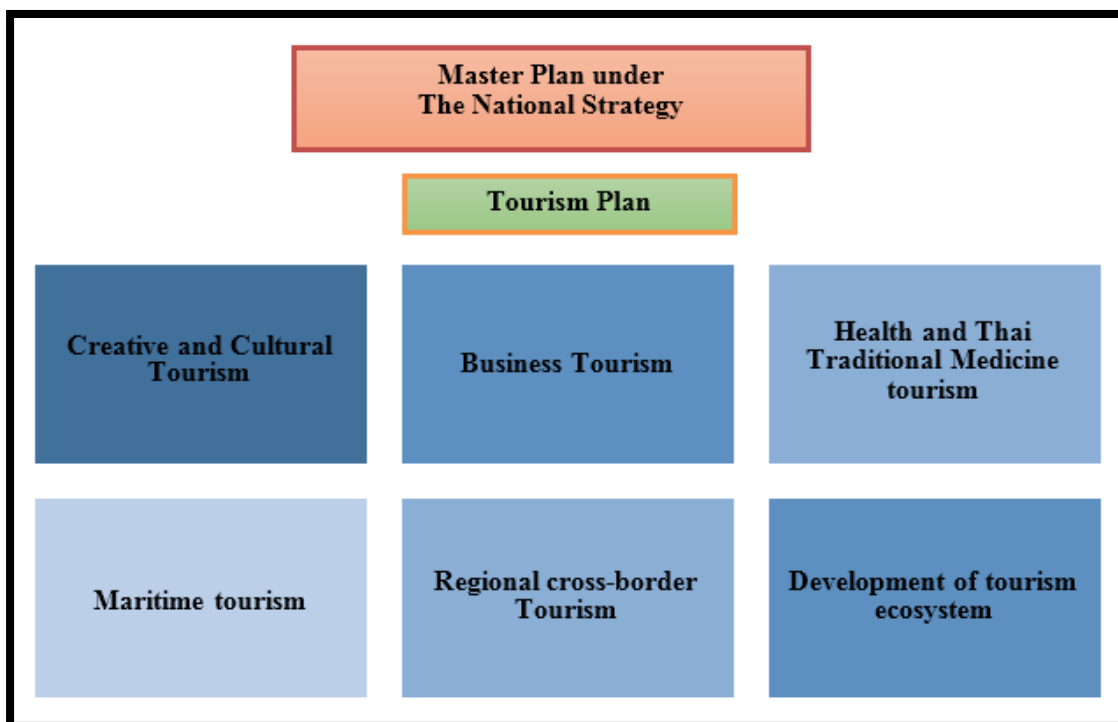 Master Plan under
The National Strategy
Tourism Plan
Creative and Cultural
Tourism
Business Tourism
Health and Thai
Traditional Medicine
tourism
Maritime tourism
Regional cross-border
Tourism
Development of tourism
ecosystem